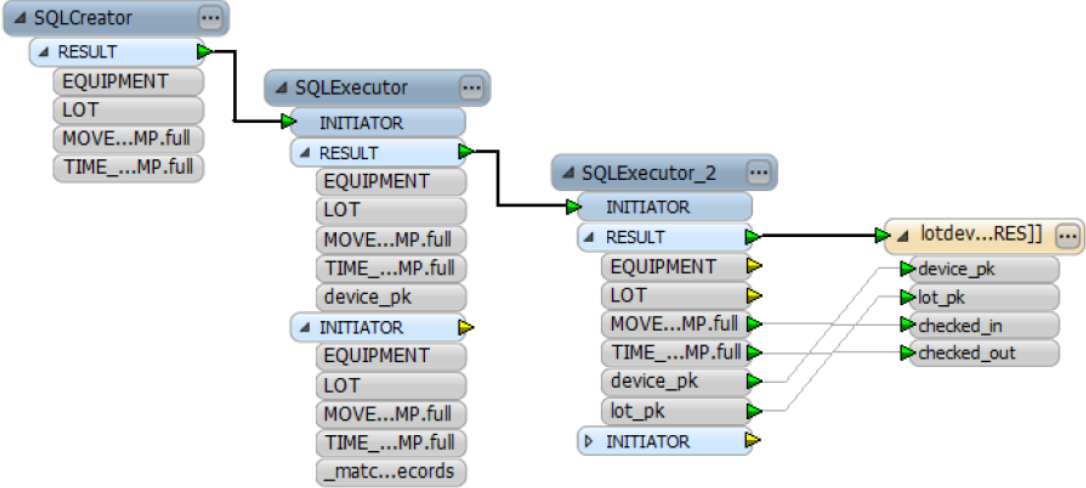 SQLCreator
RESULT
EQUIPMENT
LOT
MOVE...MP.full
TIME_...MP.full
SQLExecutor
INITIATOR
RESULT
EQUIPMENT
LOT
MOVE...MP.full
TIME_...MP.full
device_pk
INITIATOR
EQUIPMENT
LOT
MOVE...MP.full
TIME_...MP.full
_matc...ecords
SQLExecutor_2
INITIATOR
RESULT
EQUIPMENT
LOT
MOVE...MP.full
TIME_...MP.full
device_pk
lot_pk
INITIATOR
lotdev...RES]]
device_pk
lot_pk
checked_in
checked_out